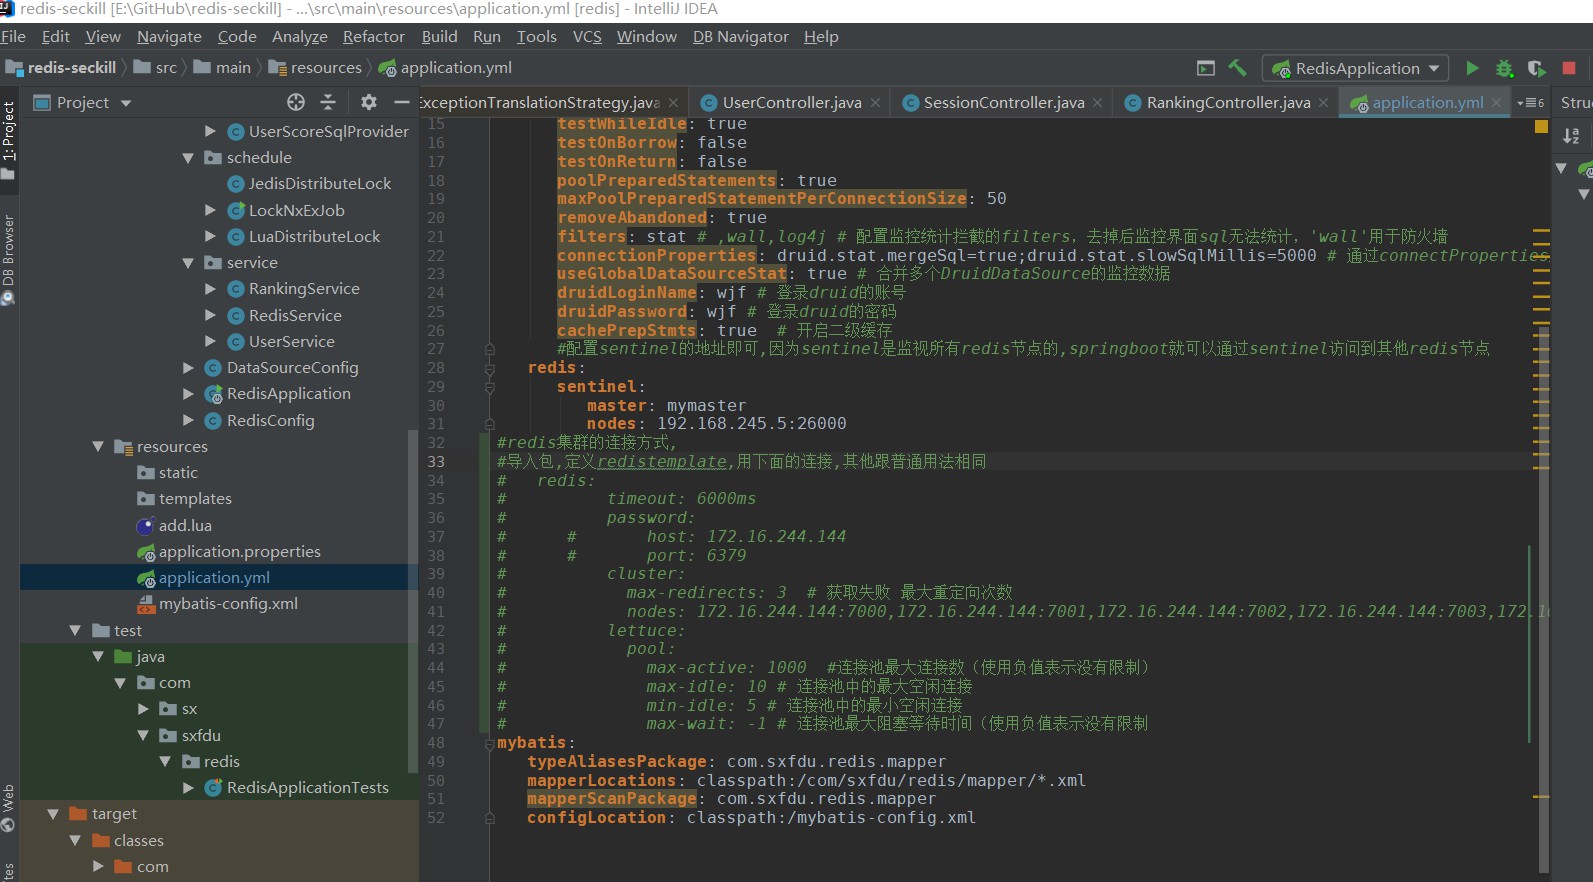 redis-seckill [E:\GitHub\redis-seckill] - ...\src\main\resources\application.yml [redis] - IntelliJ IDEA
File Edit View Navigate Code Analyze Refactor Build Run Tools VCS Window DB Navigator Help
redis-seckill src main resources application.yml RedisApplication
Project ExceptionTranslationStrategy.java UserController.java SessionController.java RankingController.java application.yml 6
1: Project
DB Browser
Web
UserScoreSqlProvider
schedule
JedisDistributeLock
LockNxExJob
LuaDistributeLock
service
RankingService
RedisService
UserService
DataSourceConfig
RedisApplication
RedisConfig
resources
static
templates
add.lua
application.properties
application.yml
mybatis-config.xml
test
java
com
sx
sxfdu
redis
RedisApplicationTests
target
classes
com
15 testWhileIdle: true
16 testOnBorrow: false
17 testOnReturn: false
18 poolPreparedStatements: true
19 maxPoolPreparedStatementPerConnectionSize: 50
20 removeAbandoned: true
21 filters: stat # ,wall,log4j # 配置监控统计拦截的filters，去掉后监控界面sql无法统计，'wall'用于防火墙
22 connectionProperties: druid.stat.mergeSql=true;druid.stat.slowSqlMillis=5000 # 通过connectProperties
23 useGlobalDataSourceStat: true # 合并多个DruidDataSource的监控数据
24 druidLoginName: wjf # 登录druid的账号
25 druidPassword: wjf # 登录druid的密码
26 cachePrepStmts: true  # 开启二级缓存
27 #配置sentinel的地址即可,因为sentinel是监视所有redis节点的,springboot就可以通过sentinel访问到其他redis节点
28 redis:
29 sentinel:
30 master: mymaster
31 nodes: 192.168.245.5:26000
32 #redis集群的连接方式,
33 #导入包,定义redistemplate,用下面的连接,其他跟普通用法相同
34 #   redis:
35 #          timeout: 6000ms
36 #          password:
37 #      #       host: 172.16.244.144
38 #      #       port: 6379
39 #          cluster:
40 #            max-redirects: 3  # 获取失败 最大重定向次数
41 #            nodes: 172.16.244.144:7000,172.16.244.144:7001,172.16.244.144:7002,172.16.244.144:7003,172.1
42 #          lettuce:
43 #            pool:
44 #              max-active: 1000  #连接池最大连接数（使用负值表示没有限制）
45 #              max-idle: 10 # 连接池中的最大空闲连接
46 #              min-idle: 5 # 连接池中的最小空闲连接
47 #              max-wait: -1 # 连接池最大阻塞等待时间（使用负值表示没有限制
48 mybatis:
49 typeAliasesPackage: com.sxfdu.redis.mapper
50 mapperLocations: classpath:/com/sxfdu/redis/mapper/*.xml
51 mapperScanPackage: com.sxfdu.redis.mapper
52 configLocation: classpath:/mybatis-config.xml